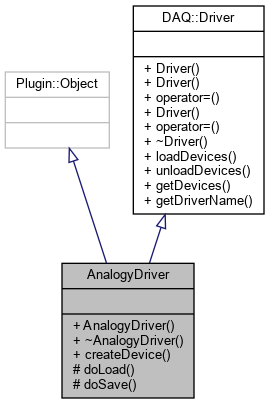 DAQ::Driver
+ Driver()
+ Driver()
+ operator=()
+ Driver()
+ operator=()
+ ~Driver()
+ loadDevices()
+ unloadDevices()
+ getDevices()
+ getDriverName()
Plugin::Object
AnalogyDriver
+ AnalogyDriver()
+ ~AnalogyDriver()
+ createDevice()
# doLoad()
# doSave()